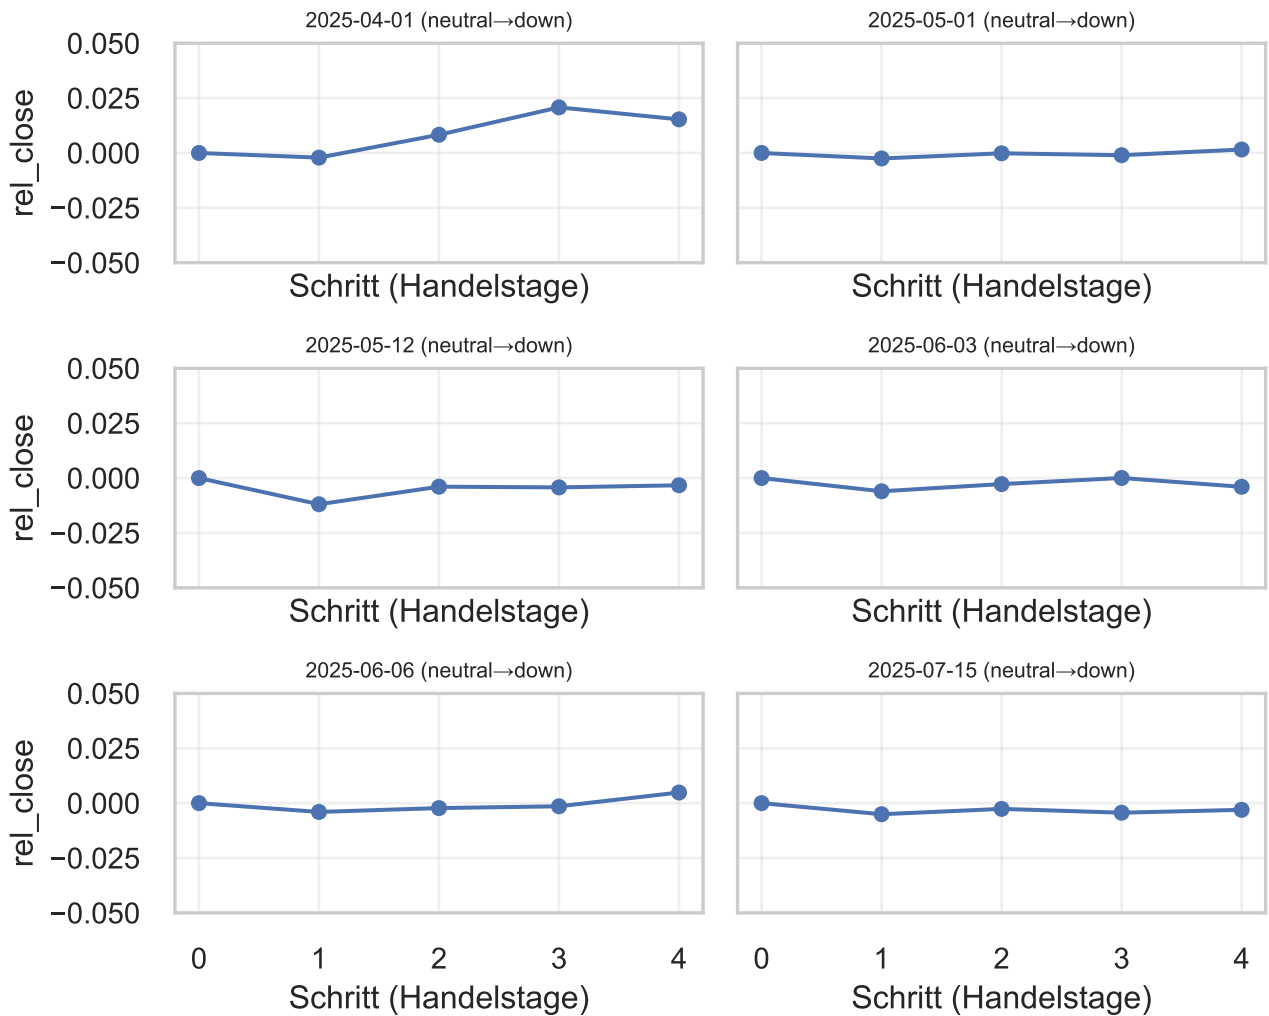 2025-04-01 (neutral→down)
0.050
0.025
0.000
−0.025
−0.050
rel_close
Schritt (Handelstage)
2025-05-01 (neutral→down)
Schritt (Handelstage)
2025-05-12 (neutral→down)
0.050
0.025
0.000
−0.025
−0.050
rel_close
Schritt (Handelstage)
2025-06-03 (neutral→down)
Schritt (Handelstage)
2025-06-06 (neutral→down)
0.050
0.025
0.000
−0.025
−0.050
rel_close
0 1 2 3 4
Schritt (Handelstage)
2025-07-15 (neutral→down)
0 1 2 3 4
Schritt (Handelstage)